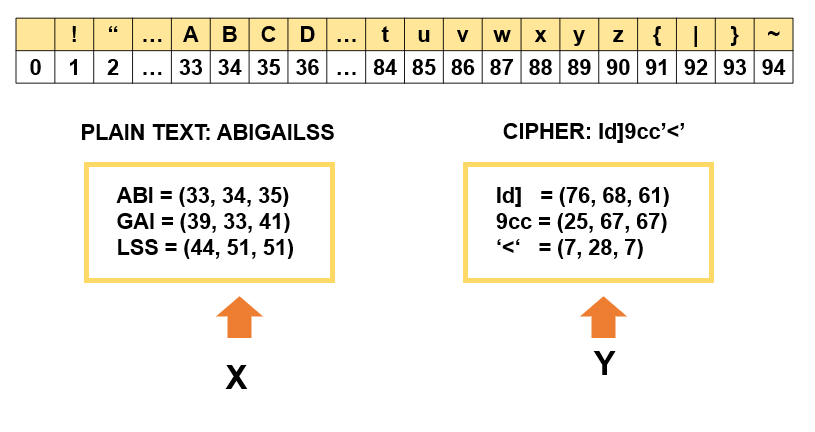 ! “ … A B C D … t u v w x y z { | } ~
0 1 2 … 33 34 35 36 … 84 85 86 87 88 89 90 91 92 93 94
PLAIN TEXT: ABIGAILSS
CIPHER: ld]9cc’<’
ABI = (33, 34, 35)
GAI = (39, 33, 41)
LSS = (44, 51, 51)
ld] = (76, 68, 61)
9cc = (25, 67, 67)
‘<‘ = (7, 28, 7)
X
Y